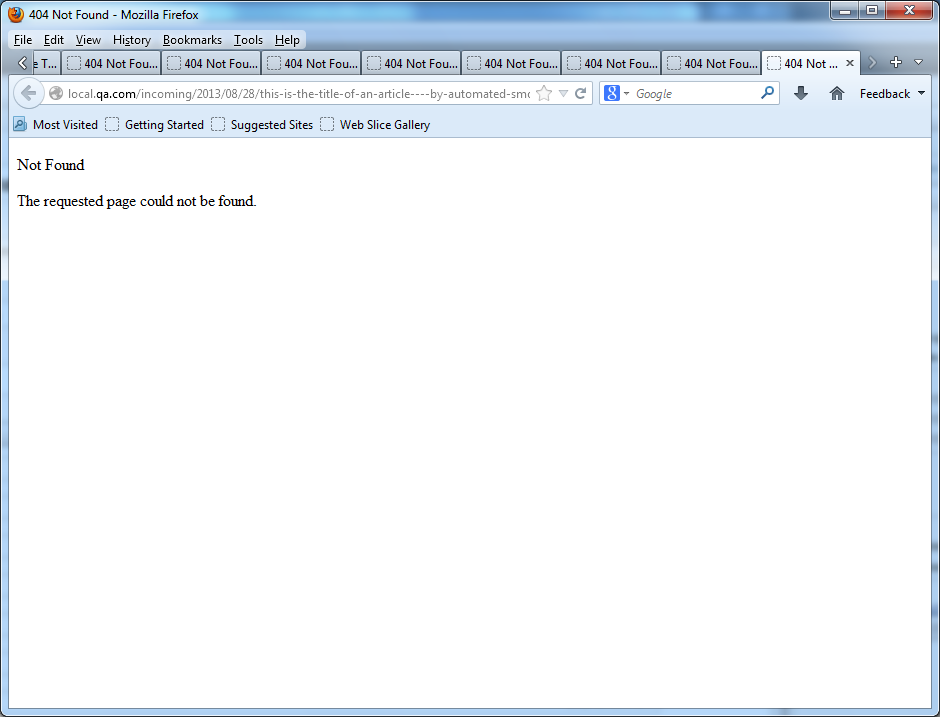 404 Not Found - Mozilla Firefox
File Edit View History Bookmarks Tools Help
e T... 404 Not Fou... 404 Not Fou... 404 Not Fou... 404 Not Fou... 404 Not Fou... 404 Not Fou... 404 Not Fou... 404 Not ...
local.qa.com/incoming/2013/08/28/this-is-the-title-of-an-article----by-automated-smo Google Feedback
Most Visited Getting Started Suggested Sites Web Slice Gallery
Not Found
The requested page could not be found.